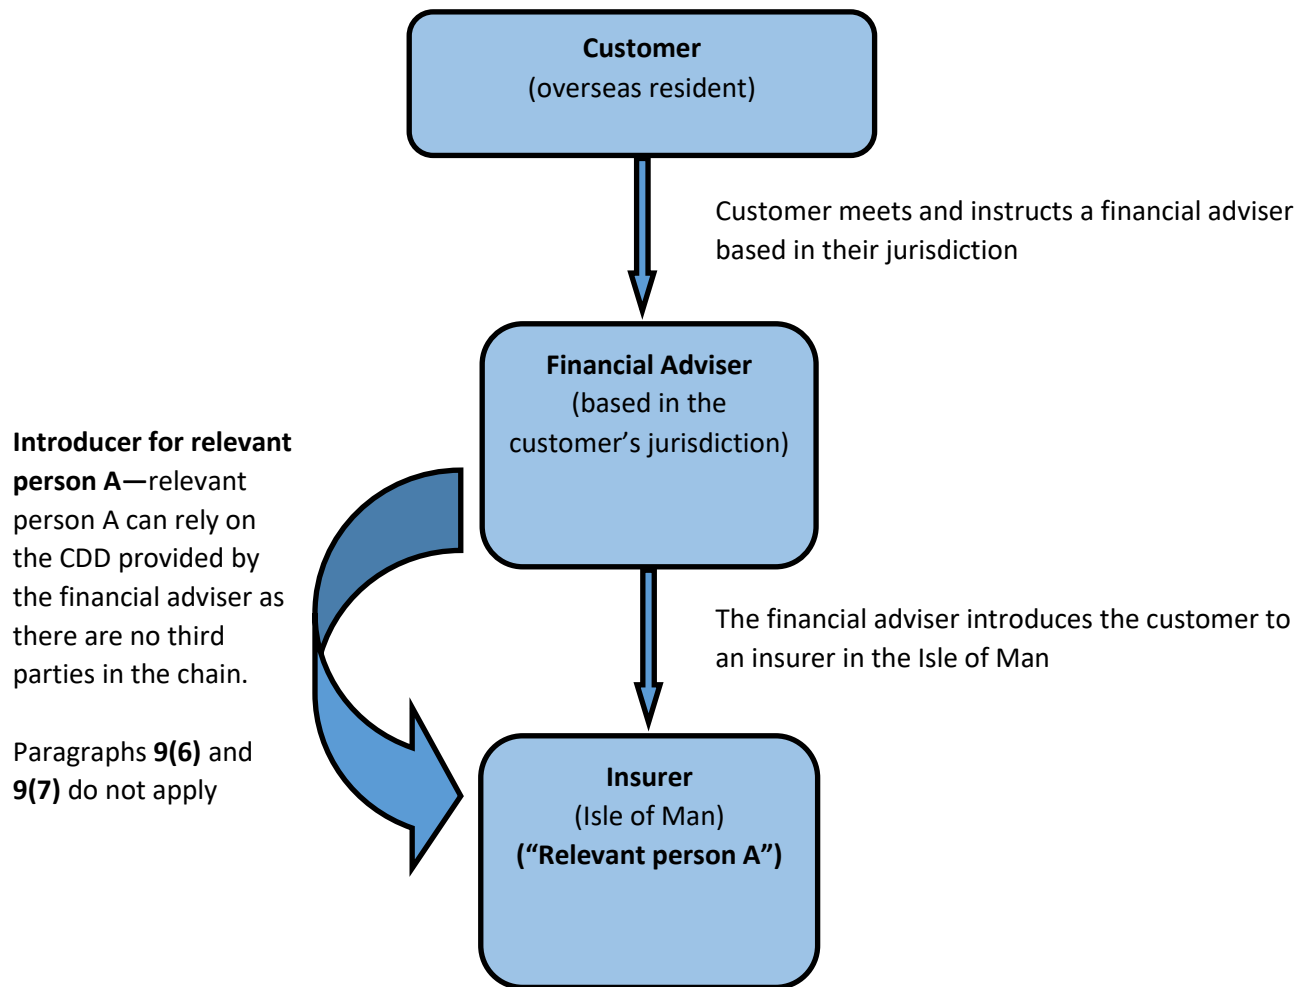 Customer
(overseas resident)
Customer meets and instructs a financial adviser
based in their jurisdiction
Financial Adviser
(based in the
customer’s jurisdiction)
Introducer for relevant
person A—relevant
person A can rely on
the CDD provided by
the financial adviser as
there are no third
parties in the chain.
Paragraphs 9(6) and
9(7) do not apply
The financial adviser introduces the customer to
an insurer in the Isle of Man
Insurer
(Isle of Man)
(“Relevant person A”)